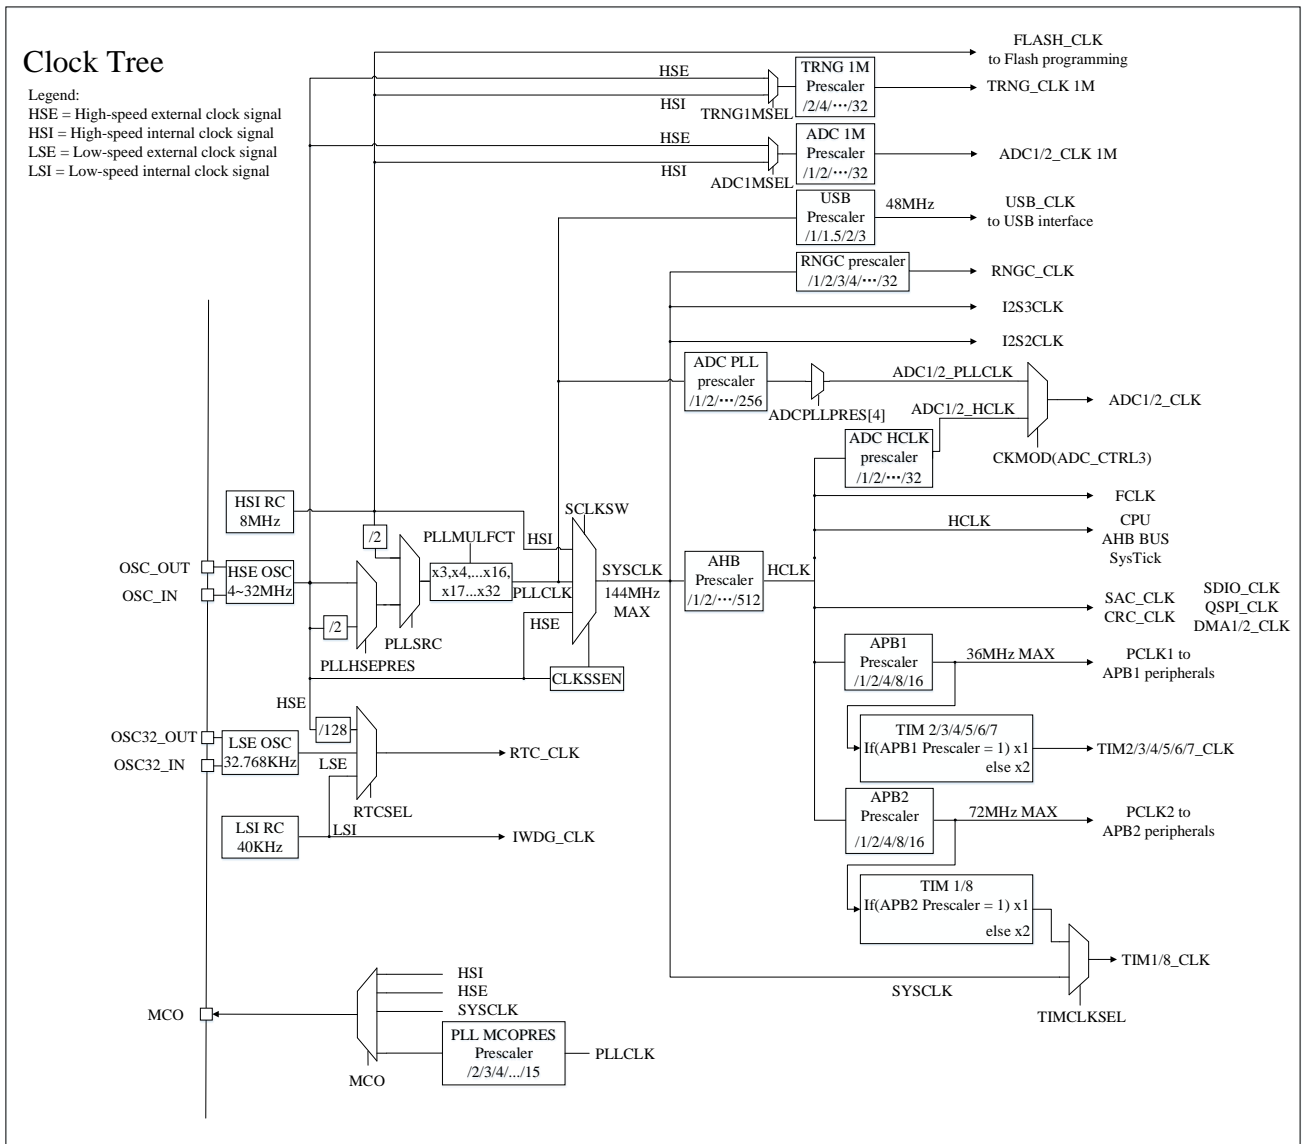 Clock Tree
Legend:
HSE = High-speed external clock signal
HSI = High-speed internal clock signal
LSE = Low-speed external clock signal
LSI = Low-speed internal clock signal
FLASH_CLK
to Flash programming
HSE
HSI
TRNG1MSEL
TRNG 1M
Prescaler
/2/4/···/32
TRNG_CLK 1M
HSE
HSI
ADC1MSEL
ADC 1M
Prescaler
/1/2/···/32
ADC1/2_CLK 1M
USB
Prescaler
/1/1.5/2/3
48MHz
USB_CLK
to USB interface
RNGC prescaler
/1/2/3/4/···/32
RNGC_CLK
I2S3CLK
I2S2CLK
ADC PLL
prescaler
/1/2/···/256
ADCPLLPRES[4]
ADC1/2_PLLCLK
ADC1/2_HCLK
ADC1/2_CLK
CKMOD(ADC_CTRL3)
ADC HCLK
prescaler
/1/2/···/32
FCLK
HCLK
CPU
AHB BUS
SysTick
HSI RC
8MHz
/2
OSC_OUT
OSC_IN
HSE OSC
4~32MHz
/2
PLLHSEPRES
PLLSRC
PLLMULFCT
x3,x4,...x16,
x17...x32
PLLCLK
SCLKSW
HSI
HSE
CLKSSEN
SYSCLK
144MHz
MAX
AHB
Prescaler
/1/2/···/512
HCLK
SAC_CLK
CRC_CLK
SDIO_CLK
QSPI_CLK
DMA1/2_CLK
APB1
Prescaler
/1/2/4/8/16
36MHz MAX
PCLK1 to
APB1 peripherals
TIM 2/3/4/5/6/7
If(APB1 Prescaler = 1) x1
else x2
TIM2/3/4/5/6/7_CLK
APB2
Prescaler
/1/2/4/8/16
72MHz MAX
PCLK2 to
APB2 peripherals
TIM 1/8
If(APB2 Prescaler = 1) x1
else x2
TIM1/8_CLK
SYSCLK
TIMCLKSEL
HSE
/128
OSC32_OUT
OSC32_IN
LSE OSC
32.768KHz
LSE
RTC_CLK
RTCSEL
LSI RC
40KHz
LSI
IWDG_CLK
MCO
HSI
HSE
SYSCLK
PLL MCOPRES
Prescaler
/2/3/4/.../15
PLLCLK
MCO